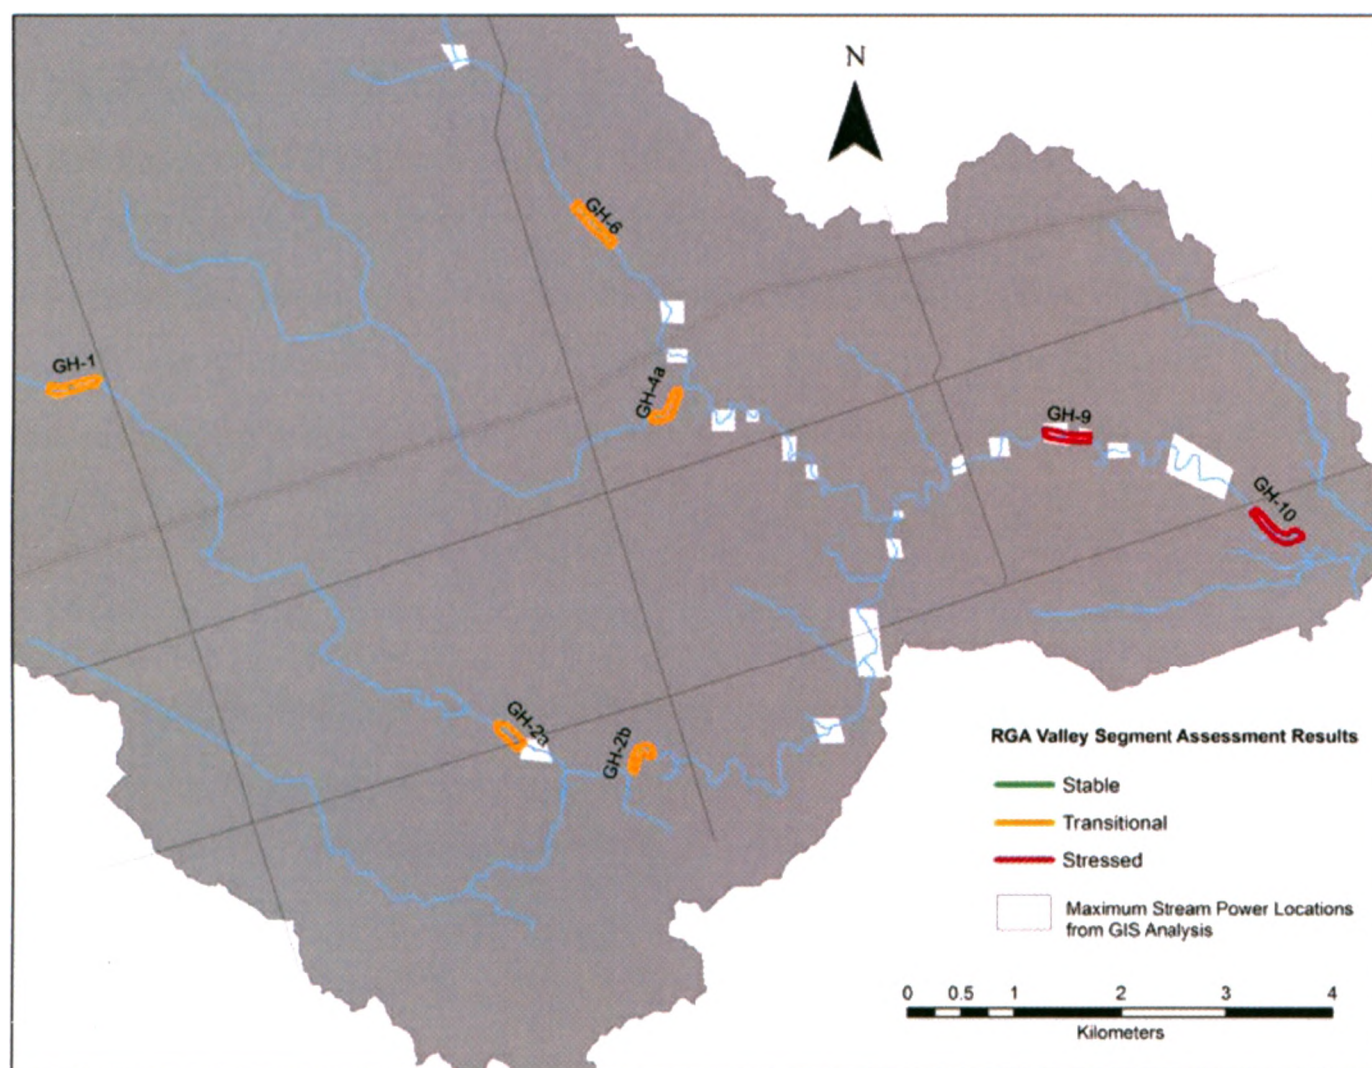 N
GH-6
GH-1
GH-4a
GH-9
GH-10
GH-2a
GH-2b
RGA Valley Segment Assessment Results
Stable
Transitional
Stressed
Maximum Stream Power Locations
from GIS Analysis
0 0.5 1 2 3 4
Kilometers